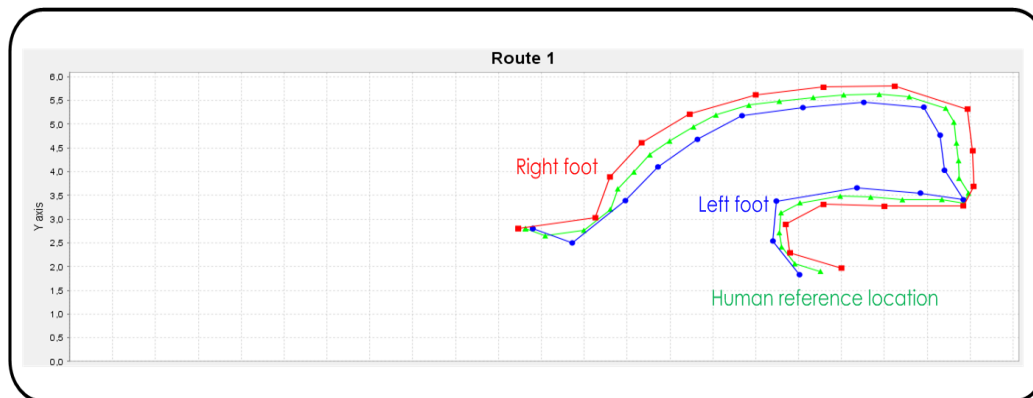 Route 1
6,0
5,5
5,0
4,5
4,0
3,5
3,0
2,5
2,0
1,5
1,0
0,5
0,0
Y axis
Right foot
Left foot
Human reference location